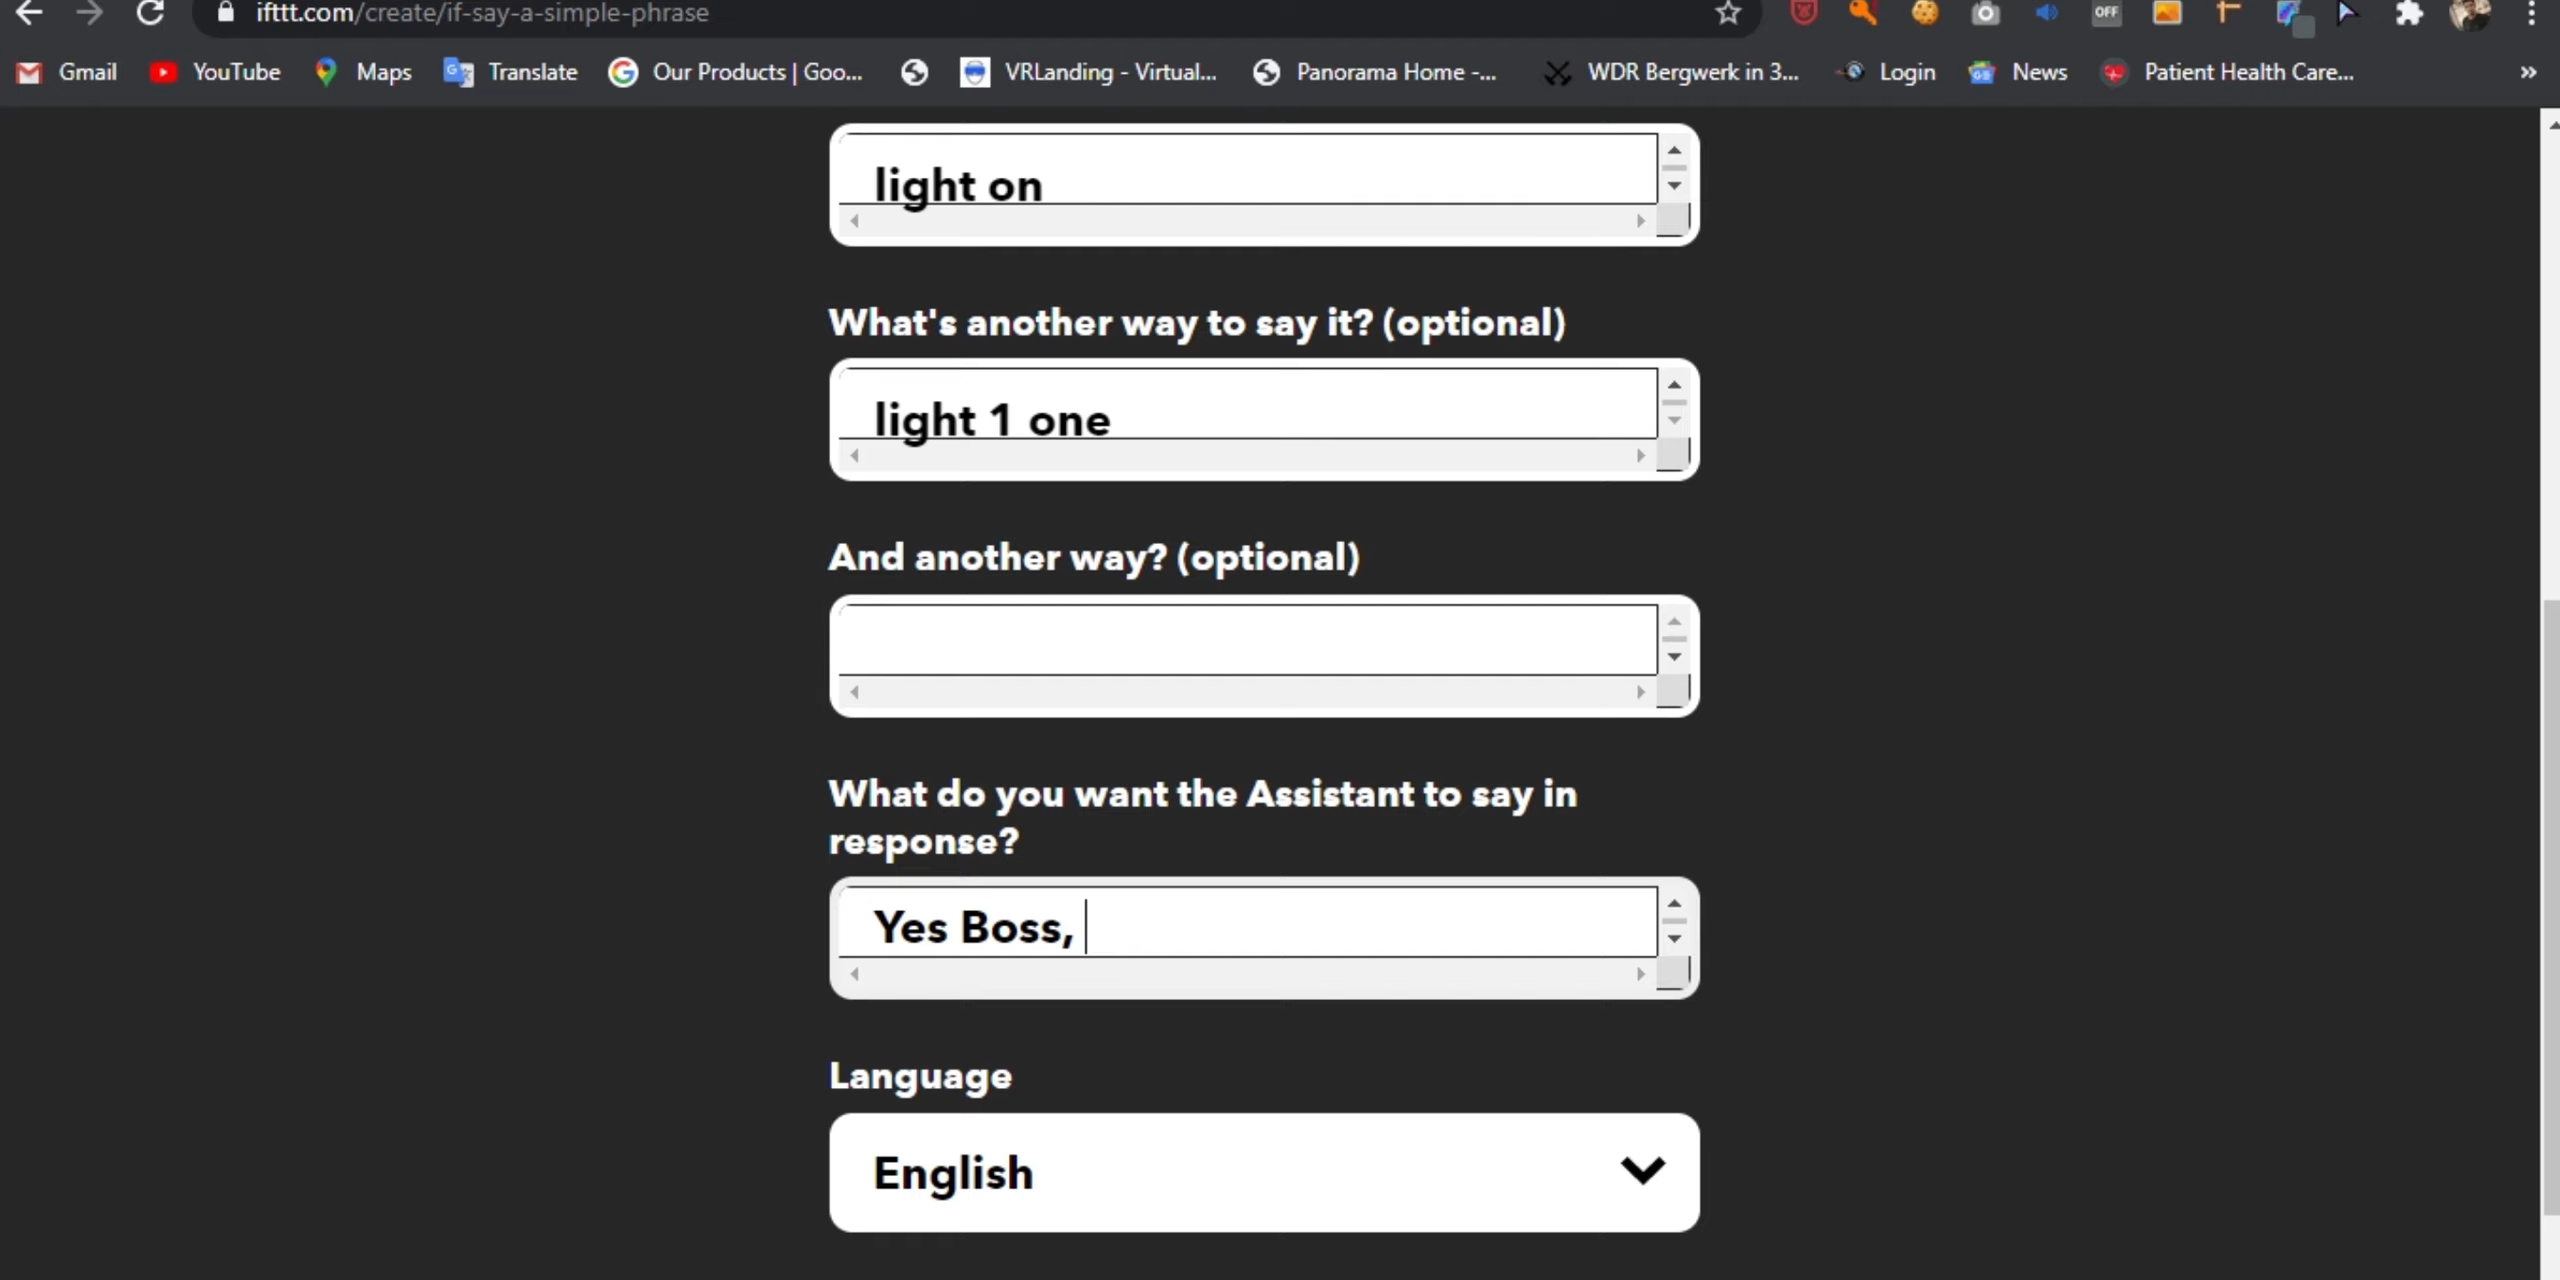 ifttt.com/create/if-say-a-simple-phrase
OFF
Gmail YouTube Maps Translate Our Products | Goo... VRLanding - Virtual... Panorama Home -... WDR Bergwerk in 3... Login News Patient Health Care... »
light on
What's another way to say it? (optional)
light 1 one
And another way? (optional)
What do you want the Assistant to say in
response?
Yes Boss,
Language
English